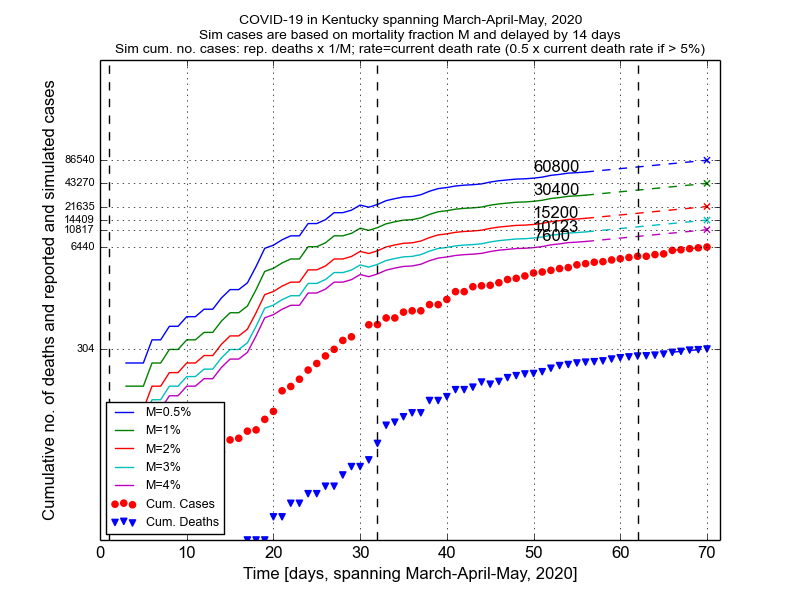 COVID-19 in Kentucky spanning March-April-May, 2020
Sim cases are based on mortality fraction M and delayed by 14 days
Sim cum. no. cases: rep. deaths x 1/M; rate=current death rate (0.5 x current death rate if > 5%)
Cumulative no. of deaths and reported and simulated cases
86540
43270
21635
14409
10817
6440
304
60800
30400
15200
10123
7600
M=0.5%
M=1%
M=2%
M=3%
M=4%
Cum. Cases
Cum. Deaths
0 10 20 30 40 50 60 70
Time [days, spanning March-April-May, 2020]